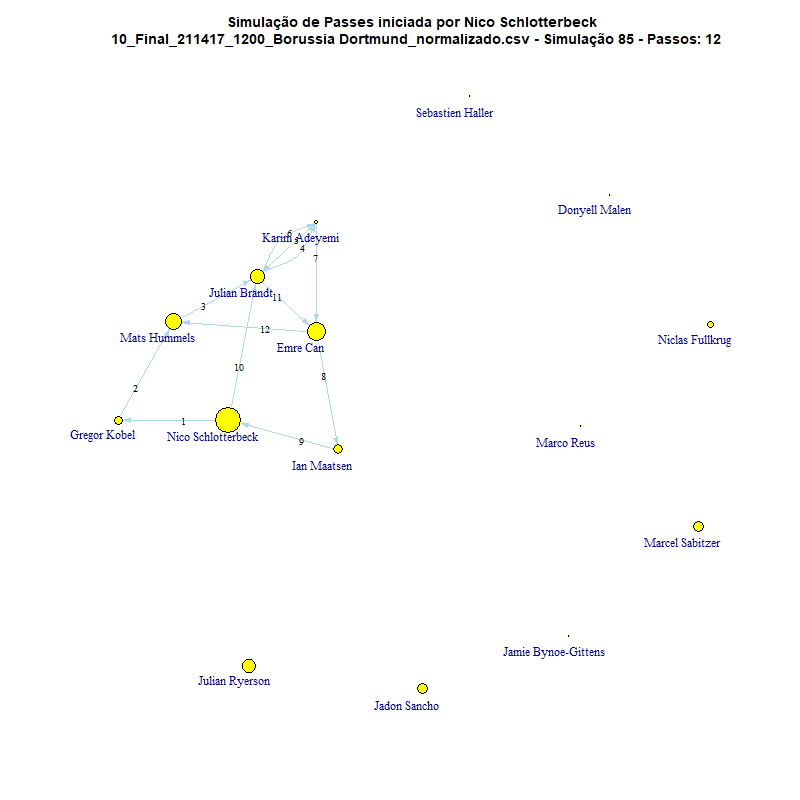 Simulação de Passes iniciada por Nico Schlotterbeck
10_Final_211417_1200_Borussia Dortmund_normalizado.csv - Simulação 85 - Passos: 12
Sebastien Haller
Donyell Malen
6
Karim Adeyemi
5
4
7
Julian Brandt
11
3
Niclas Fullkrug
12
Mats Hummels
Emre Can
10
8
2
1
Gregor Kobel
Nico Schlotterbeck
9
Marco Reus
Ian Maatsen
Marcel Sabitzer
Jamie Bynoe-Gittens
Julian Ryerson
Jadon Sancho